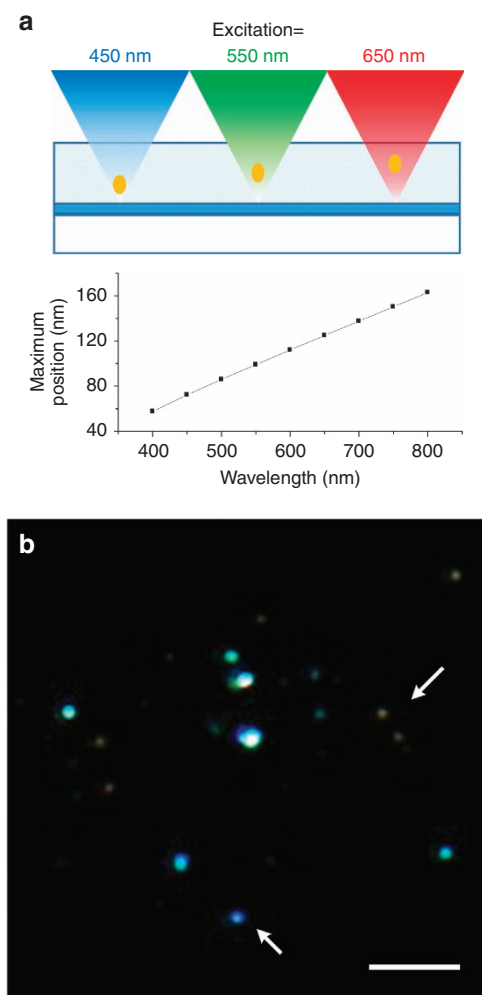 a
Excitation=
450 nm 550 nm 650 nm
Maximum
position (nm)
160
120
80
40
400 500 600 700 800
Wavelength (nm)
b